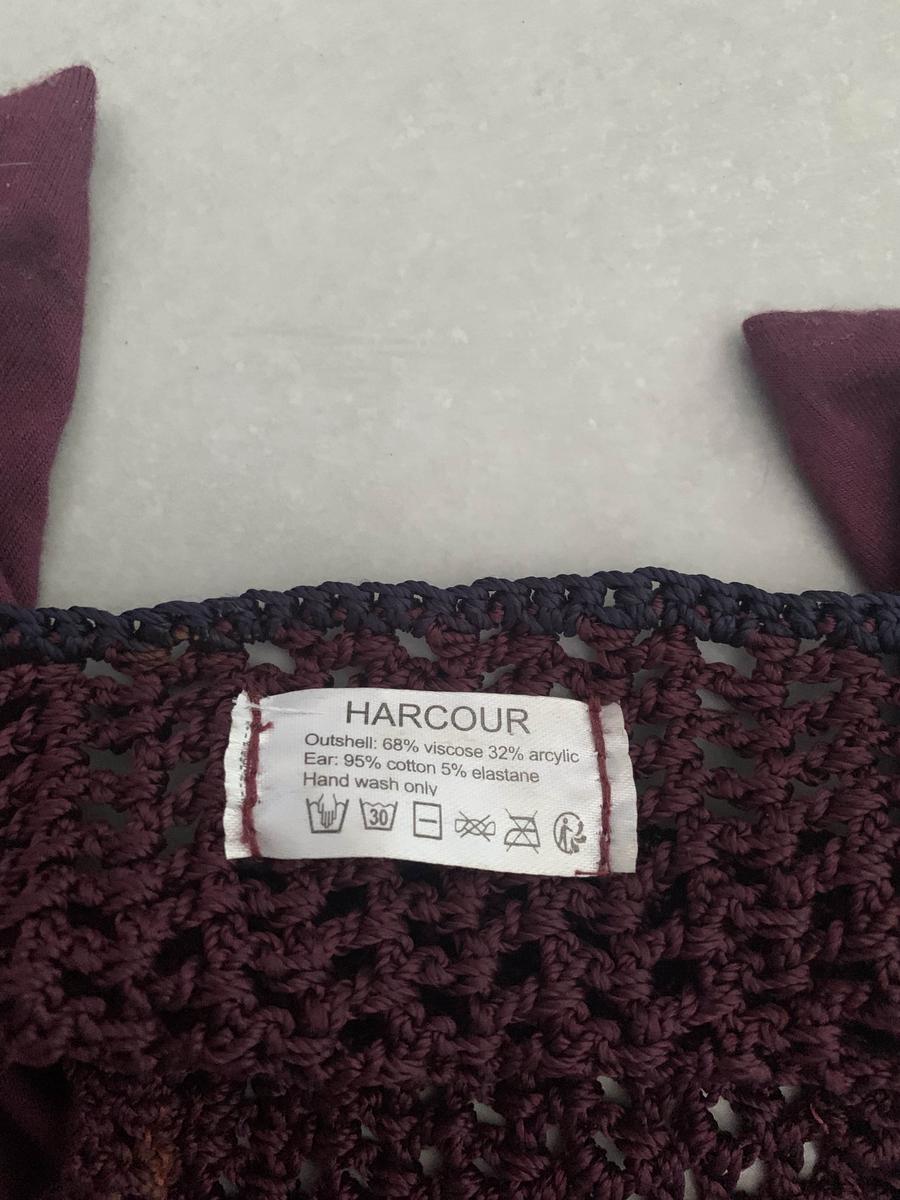 HARCOUR
Outshell: 68% viscose 32% arcylic
Ear: 95% cotton 5% elastane
Hand wash only
30